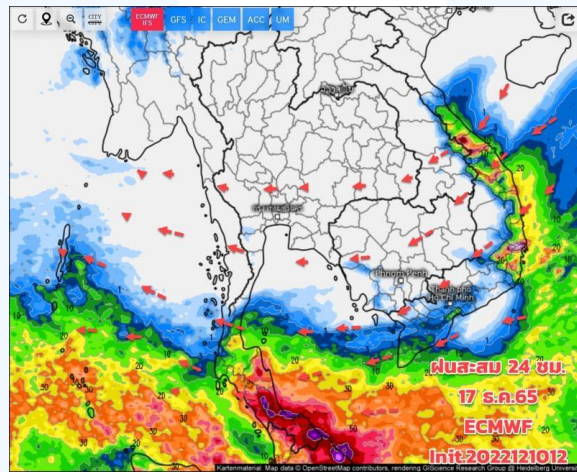 CITY
CITY
ECMWF
IFS
GFS
IC
GEM
ACC
UM
Phnom Penh
Thành phố
Hồ Chí Minh
ฝนสะสม 24 ชม.
17 ธ.ค.65
ECMWF
Init.2022121012
Kartenmaterial: Map data © OpenStreetMap contributors, rendering GIScience Research Group @ Heidelberg Univer